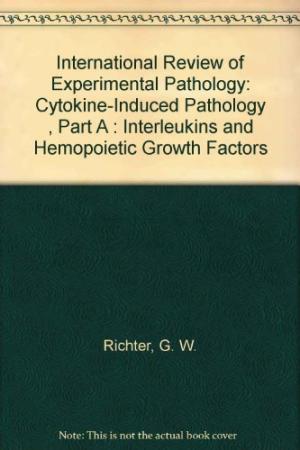 International Review of
Experimental Pathology:
Cytokine-Induced Pathology
, Part A : Interleukins and
Hemopoietic Growth Factors
Richter, G. W.
Note: This is not the actual book cover